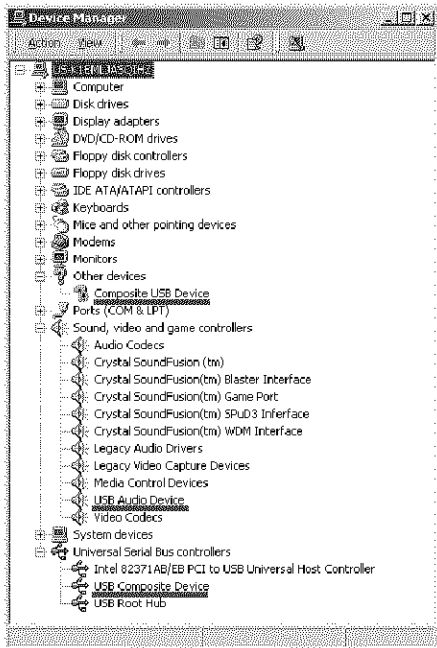 Device Manager
Action View
Computer
Disk drives
Display adapters
DVD/CD-ROM drives
Floppy disk controllers
Floppy disk drives
IDE ATA/ATAPI controllers
Keyboards
Mice and other pointing devices
Modems
Monitors
Other devices
Composite USB Device
Ports (COM & LPT)
Sound, video and game controllers
Audio Codecs
Crystal SoundFusion (tm)
Crystal SoundFusion(tm) Blaster Interface
Crystal SoundFusion(tm) Game Port
Crystal SoundFusion(tm) SPuD3 Inferface
Crystal SoundFusion(tm) WDM Interface
Legacy Audio Drivers
Legacy Video Capture Devices
Media Control Devices
USB Audio Device
Video Codecs
System devices
Universal Serial Bus controllers
Intel 82371AB/EB PCI to USB Universal Host Controller
USB Composite Device
USB Root Hub